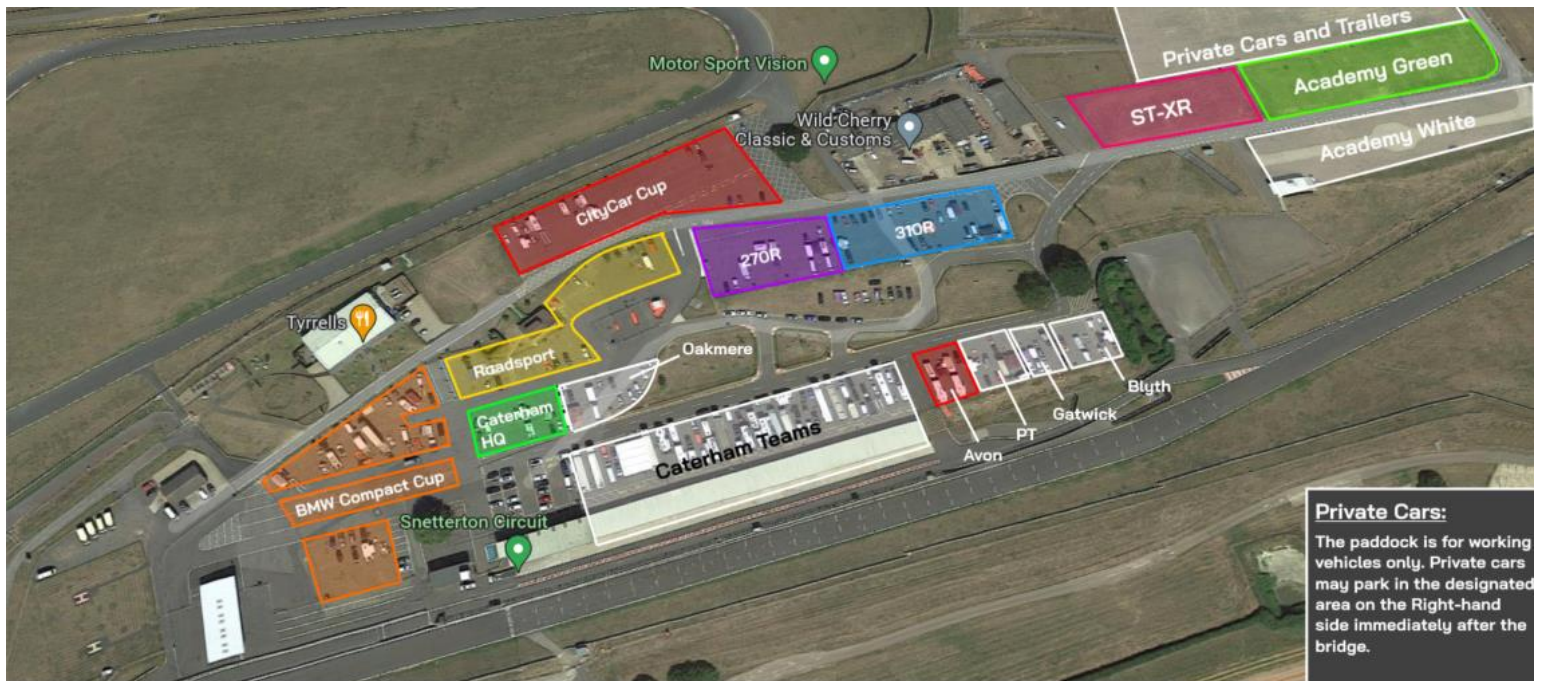 Private Cars and Trailers
Motor Sport Vision
Academy Green
ST-XR
Wild Cherry
Classic & Customs
Academy White
CityCar Cup
310R
270R
Tyrrells
Oakmere
Roadsport
Blyth
Caterham
HQ
Gatwick
PT
Caterham Teams
Avon
BMW Compact Cup
Snetterton Circuit
Private Cars:
The paddock is for working
vehicles only. Private cars
may park in the designated
area on the Right-hand
side immediately after the
bridge.